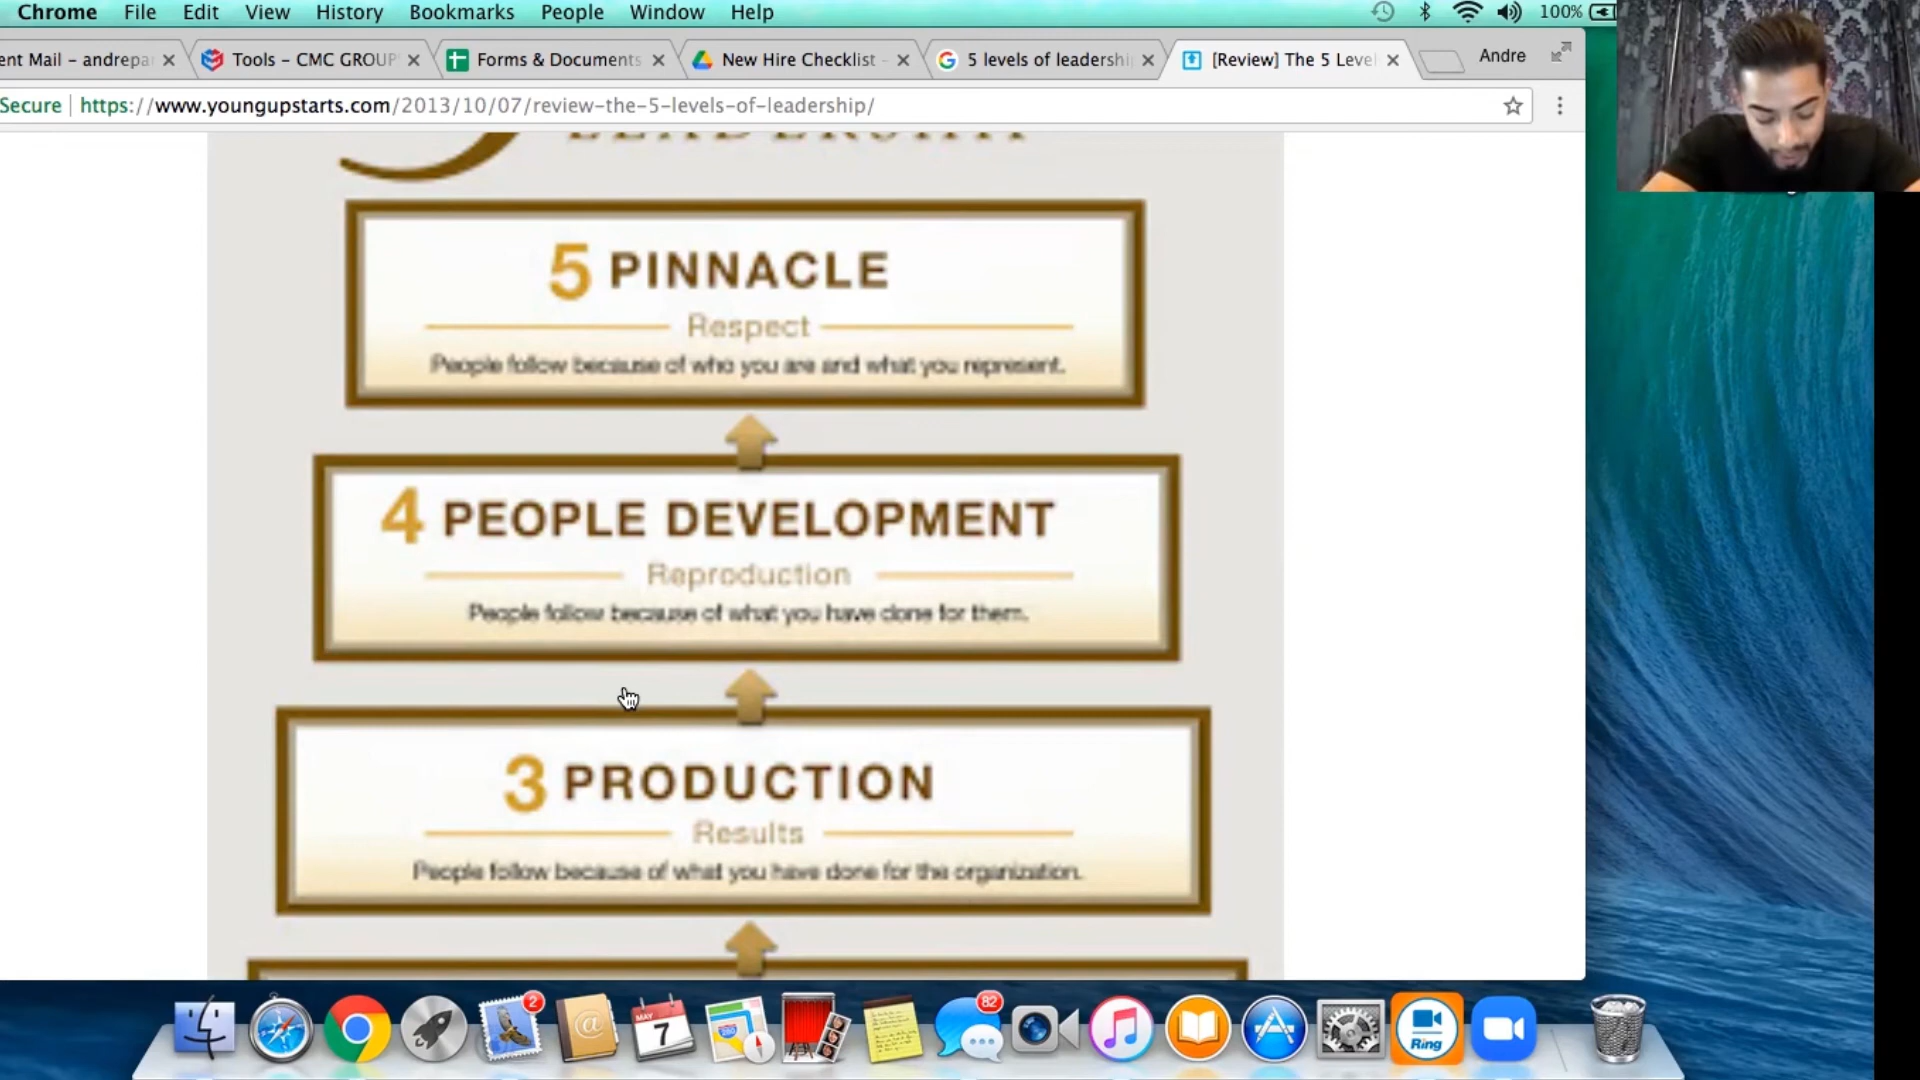 Chrome File Edit View History Bookmarks People Window Help 100%
ent Mail – andrepa Tools – CMC GROUP Forms & Documents New Hire Checklist – 5 levels of leadershi [Review] The 5 Leve Andre
Secure https://www.youngupstarts.com/2013/10/07/review-the-5-levels-of-leadership/
LEADERSHIP
5 PINNACLE
Respect
People follow because of who you are and what you represent.
4 PEOPLE DEVELOPMENT
Reproduction
People follow because of what you have done for them.
3 PRODUCTION
Results
People follow because of what you have done for the organization.
2
MAY
7
82
Ring